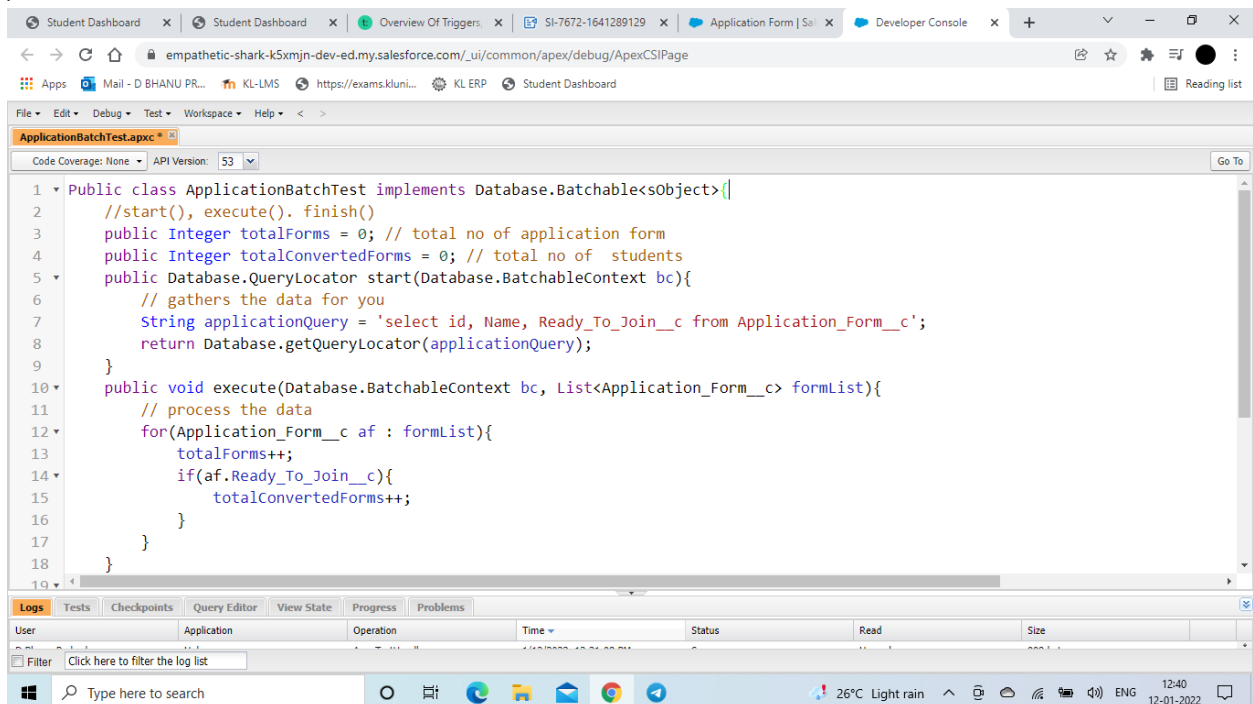 Student Dashboard Student Dashboard Overview Of Triggers, SI-7672-1641289129 Application Form | Sal Developer Console
empathetic-shark-k5xmjn-dev-ed.my.salesforce.com/_ui/common/apex/debug/ApexCSIPage
Apps Mail - D BHANU PR... KL-LMS https://exams.kluni... KL ERP Student Dashboard Reading list
File Edit Debug Test Workspace Help < >
ApplicationBatchTest.apxc *
Code Coverage: None API Version: 53 Go To
1 Public class ApplicationBatchTest implements Database.Batchable<sObject>{
2 //start(), execute(). finish()
3 public Integer totalForms = 0; // total no of application form
4 public Integer totalConvertedForms = 0; // total no of students
5 public Database.QueryLocator start(Database.BatchableContext bc){
6 // gathers the data for you
7 String applicationQuery = 'select id, Name, Ready_To_Join__c from Application_Form__c';
8 return Database.getQueryLocator(applicationQuery);
9 }
10 public void execute(Database.BatchableContext bc, List<Application_Form__c> formList){
11 // process the data
12 for(Application_Form__c af : formList){
13 totalForms++;
14 if(af.Ready_To_Join__c){
15 totalConvertedForms++;
16 }
17 }
18 }
19
Logs Tests Checkpoints Query Editor View State Progress Problems
User Application Operation Time Status Read Size
Filter Click here to filter the log list
Type here to search 26°C Light rain ENG 12:40
12-01-2022